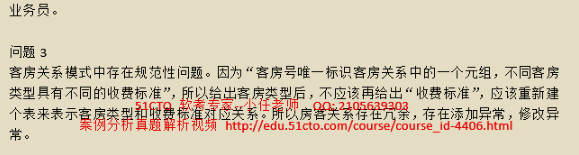 业务员。
问题 3
客房关系模式中存在规范性问题。因为“客房号唯一标识客房关系中的一个元组，不同客房
类型具有不同的收费标准”，所以给出客房类型后，不应该再给出“收费标准”，应该重新建
51CTO 软考专家--小任老师 QQ: 2105639303
个表来表示客房类型和收费标准对应关系。所以房客关系存在冗余，存在添加异常，修改异
案例分析真题解析视频 http://edu.51cto.com/course/course_id-4406.html
常。